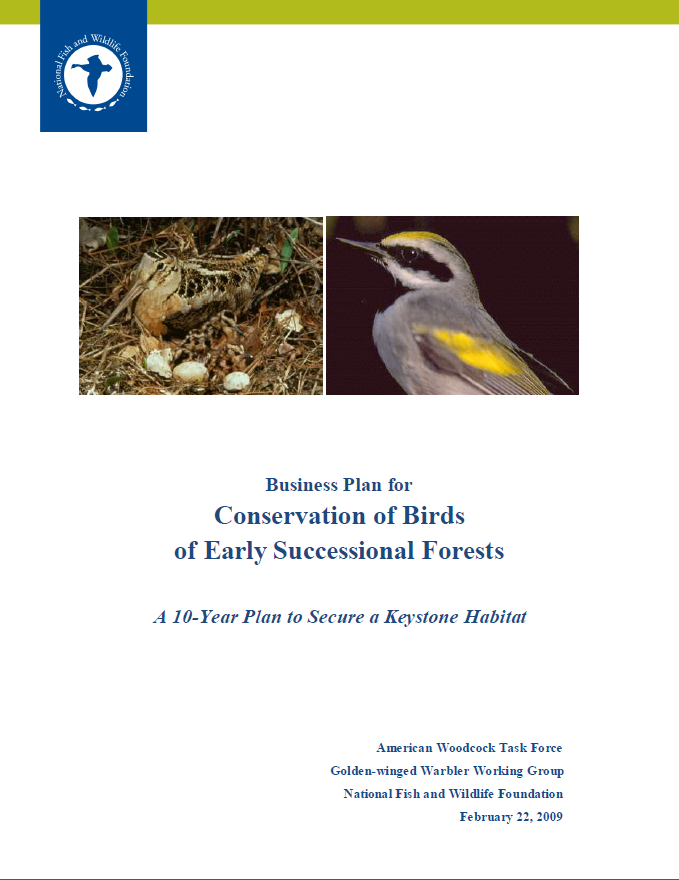 National Fish and Wildlife Foundation
Business Plan for
Conservation of Birds
of Early Successional Forests
A 10-Year Plan to Secure a Keystone Habitat
American Woodcock Task Force
Golden-winged Warbler Working Group
National Fish and Wildlife Foundation
February 22, 2009